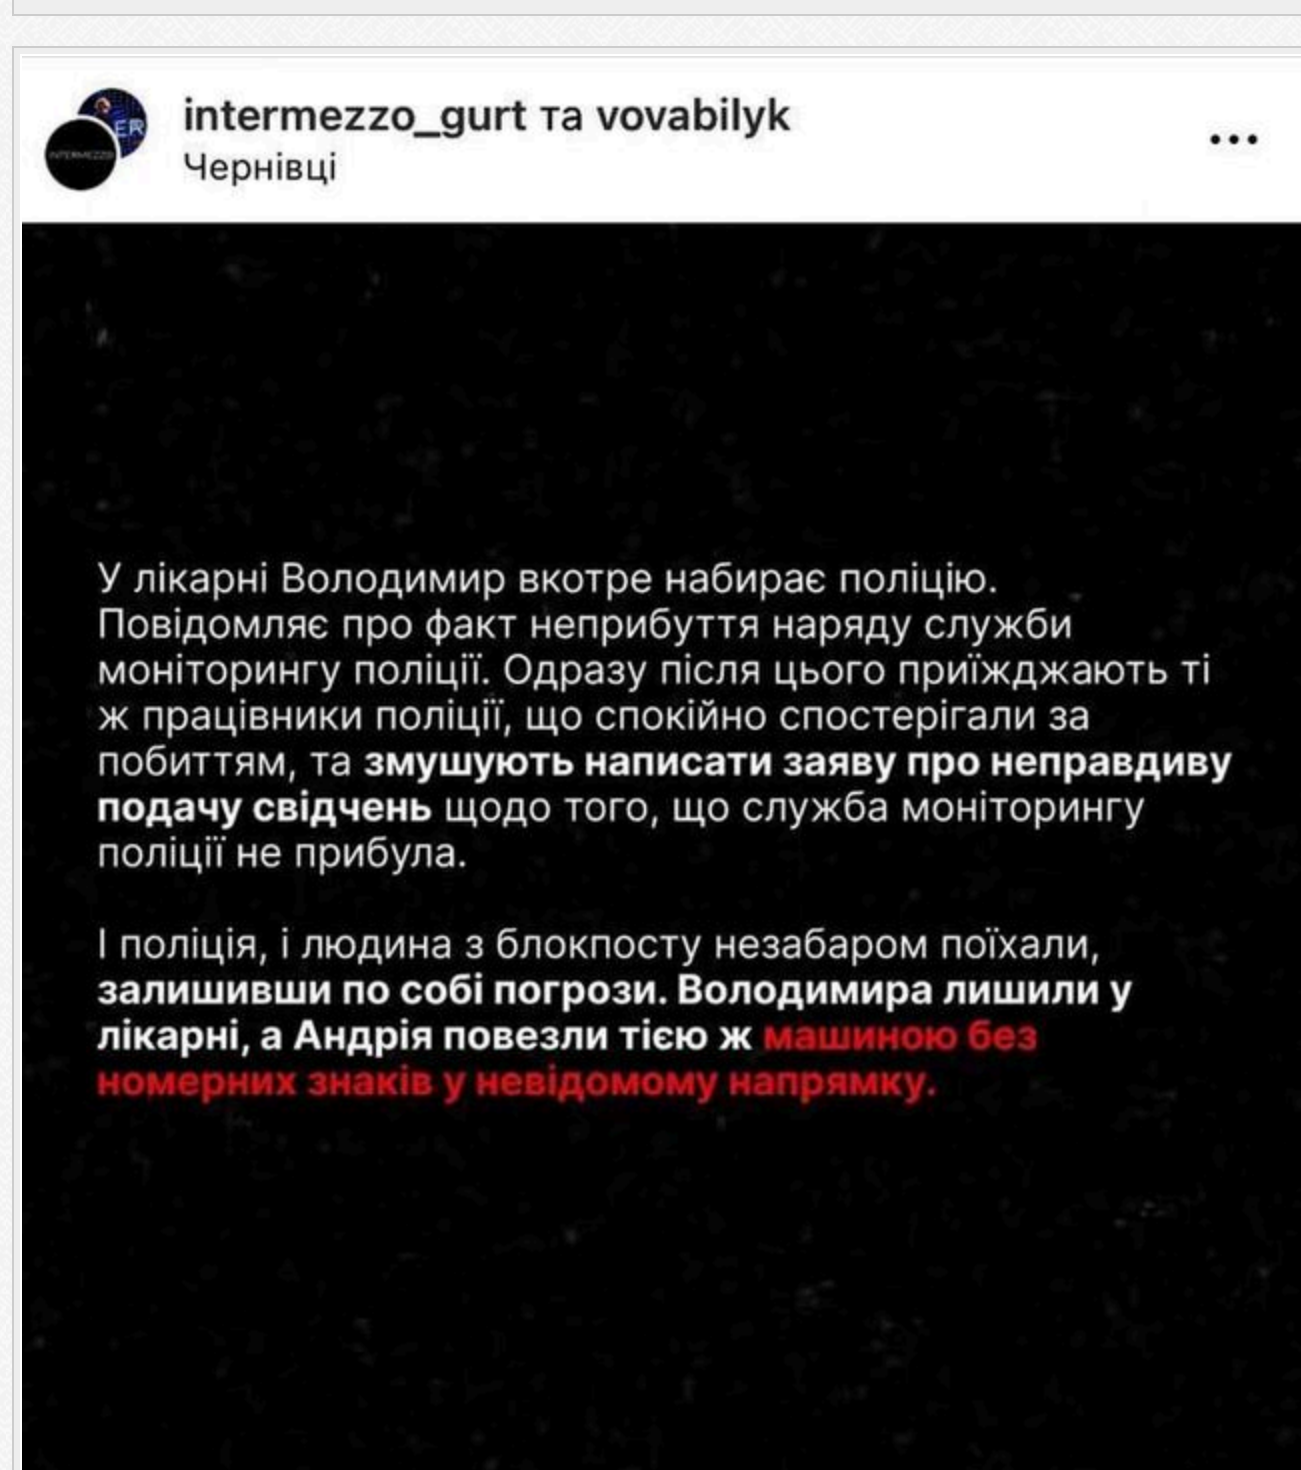 intermezzo_gurt та vovabilyk
Чернівці
ER
INTERMEZZO
У лікарні Володимир вкотре набирає поліцію.
Повідомляє про факт неприбуття наряду служби
моніторингу поліції. Одразу після цього приїжджають ті
ж працівники поліції, що спокійно спостерігали за
побиттям, та змушують написати заяву про неправдиву
подачу свідчень щодо того, що служба моніторингу
поліції не прибула.
І поліція, і людина з блокпосту незабаром поїхали,
залишивши по собі погрози. Володимира лишили у
лікарні, а Андрія повезли тією ж машиною без
номерних знаків у невідомому напрямку.